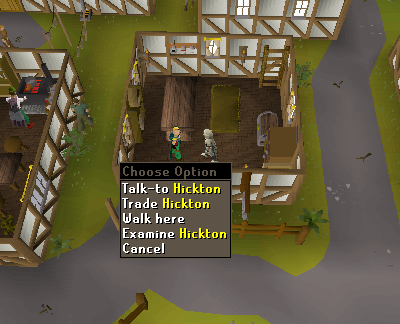 Choose Option
Talk-to Hickton
Trade Hickton
Walk here
Examine Hickton
Cancel